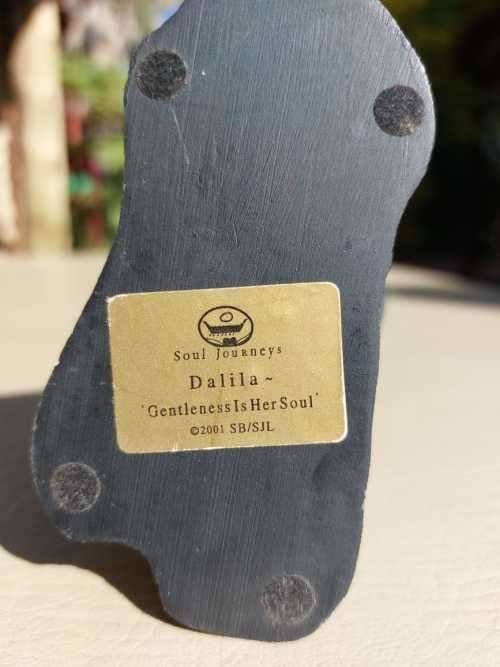 Soul Journeys
Dalila ~
'Gentleness Is Her Soul'
©2001 SB/SJL